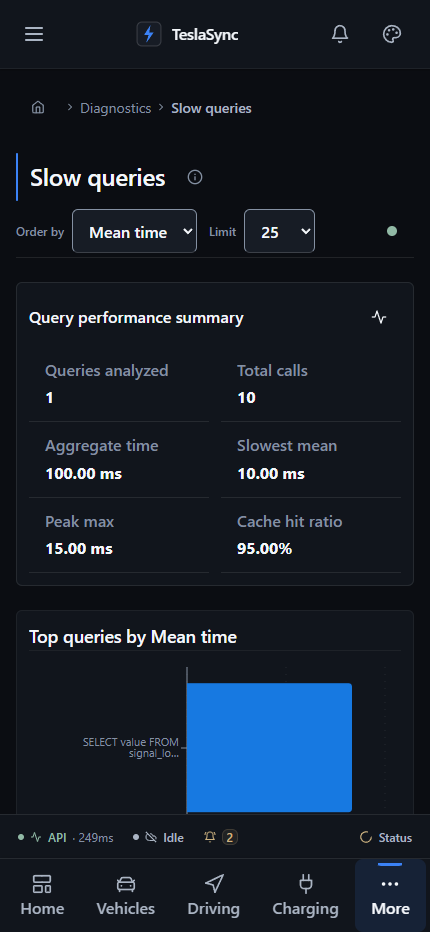 TeslaSync
Diagnostics > Slow queries
Slow queries
Order by Mean time Limit 25
Query performance summary
Queries analyzed Total calls
1 10
Aggregate time Slowest mean
100.00 ms 10.00 ms
Peak max Cache hit ratio
15.00 ms 95.00%
Top queries by Mean time
SELECT value FROM
signal_lo...
API · 249ms Idle 2 Status
Home Vehicles Driving Charging More